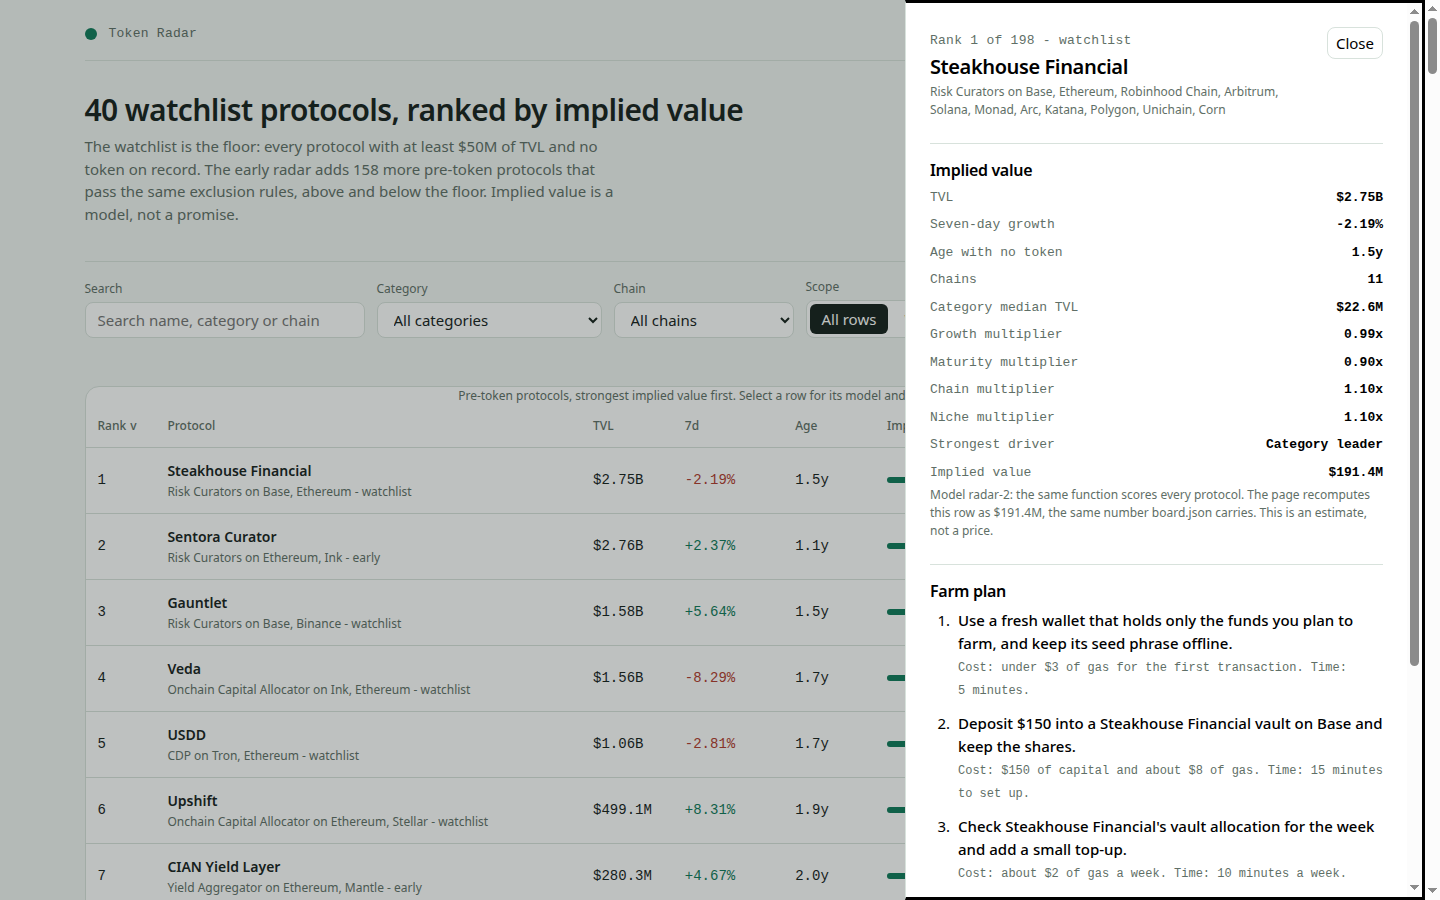 Token Radar
40 watchlist protocols, ranked by implied value
The watchlist is the floor: every protocol with at least $50M of TVL and no
token on record. The early radar adds 158 more pre-token protocols that
pass the same exclusion rules, above and below the floor. Implied value is a
model, not a promise.
Search
Category
Chain
Scope
Search name, category or chain
All categories
All chains
All rows
Pre-token protocols, strongest implied value first. Select a row for its model and
Rank v
Protocol
TVL
7d
Age
1
Steakhouse Financial
Risk Curators on Base, Ethereum - watchlist
$2.75B
-2.19%
1.5y
2
Sentora Curator
Risk Curators on Ethereum, Ink - early
$2.76B
+2.37%
1.1y
3
Gauntlet
Risk Curators on Base, Binance - watchlist
$1.58B
+5.64%
1.5y
4
Veda
Onchain Capital Allocator on Ink, Ethereum - watchlist
$1.56B
-8.29%
1.7y
5
USDD
CDP on Tron, Ethereum - watchlist
$1.06B
-2.81%
1.7y
6
Upshift
Onchain Capital Allocator on Ethereum, Stellar - watchlist
$499.1M
+8.31%
1.9y
7
CIAN Yield Layer
Yield Aggregator on Ethereum, Mantle - early
$280.3M
+4.67%
2.0y
Rank 1 of 198 - watchlist
Close
Steakhouse Financial
Risk Curators on Base, Ethereum, Robinhood Chain, Arbitrum,
Solana, Monad, Arc, Katana, Polygon, Unichain, Corn
Implied value
TVL $2.75B
Seven-day growth -2.19%
Age with no token 1.5y
Chains 11
Category median TVL $22.6M
Growth multiplier 0.99x
Maturity multiplier 0.90x
Chain multiplier 1.10x
Niche multiplier 1.10x
Strongest driver Category leader
Implied value $191.4M
Model radar-2: the same function scores every protocol. The page recomputes
this row as $191.4M, the same number board.json carries. This is an estimate,
not a price.
Farm plan
1. Use a fresh wallet that holds only the funds you plan to
farm, and keep its seed phrase offline.
Cost: under $3 of gas for the first transaction. Time:
5 minutes.
2. Deposit $150 into a Steakhouse Financial vault on Base and
keep the shares.
Cost: $150 of capital and about $8 of gas. Time: 15 minutes
to set up.
3. Check Steakhouse Financial's vault allocation for the week
and add a small top-up.
Cost: about $2 of gas a week. Time: 10 minutes a week.